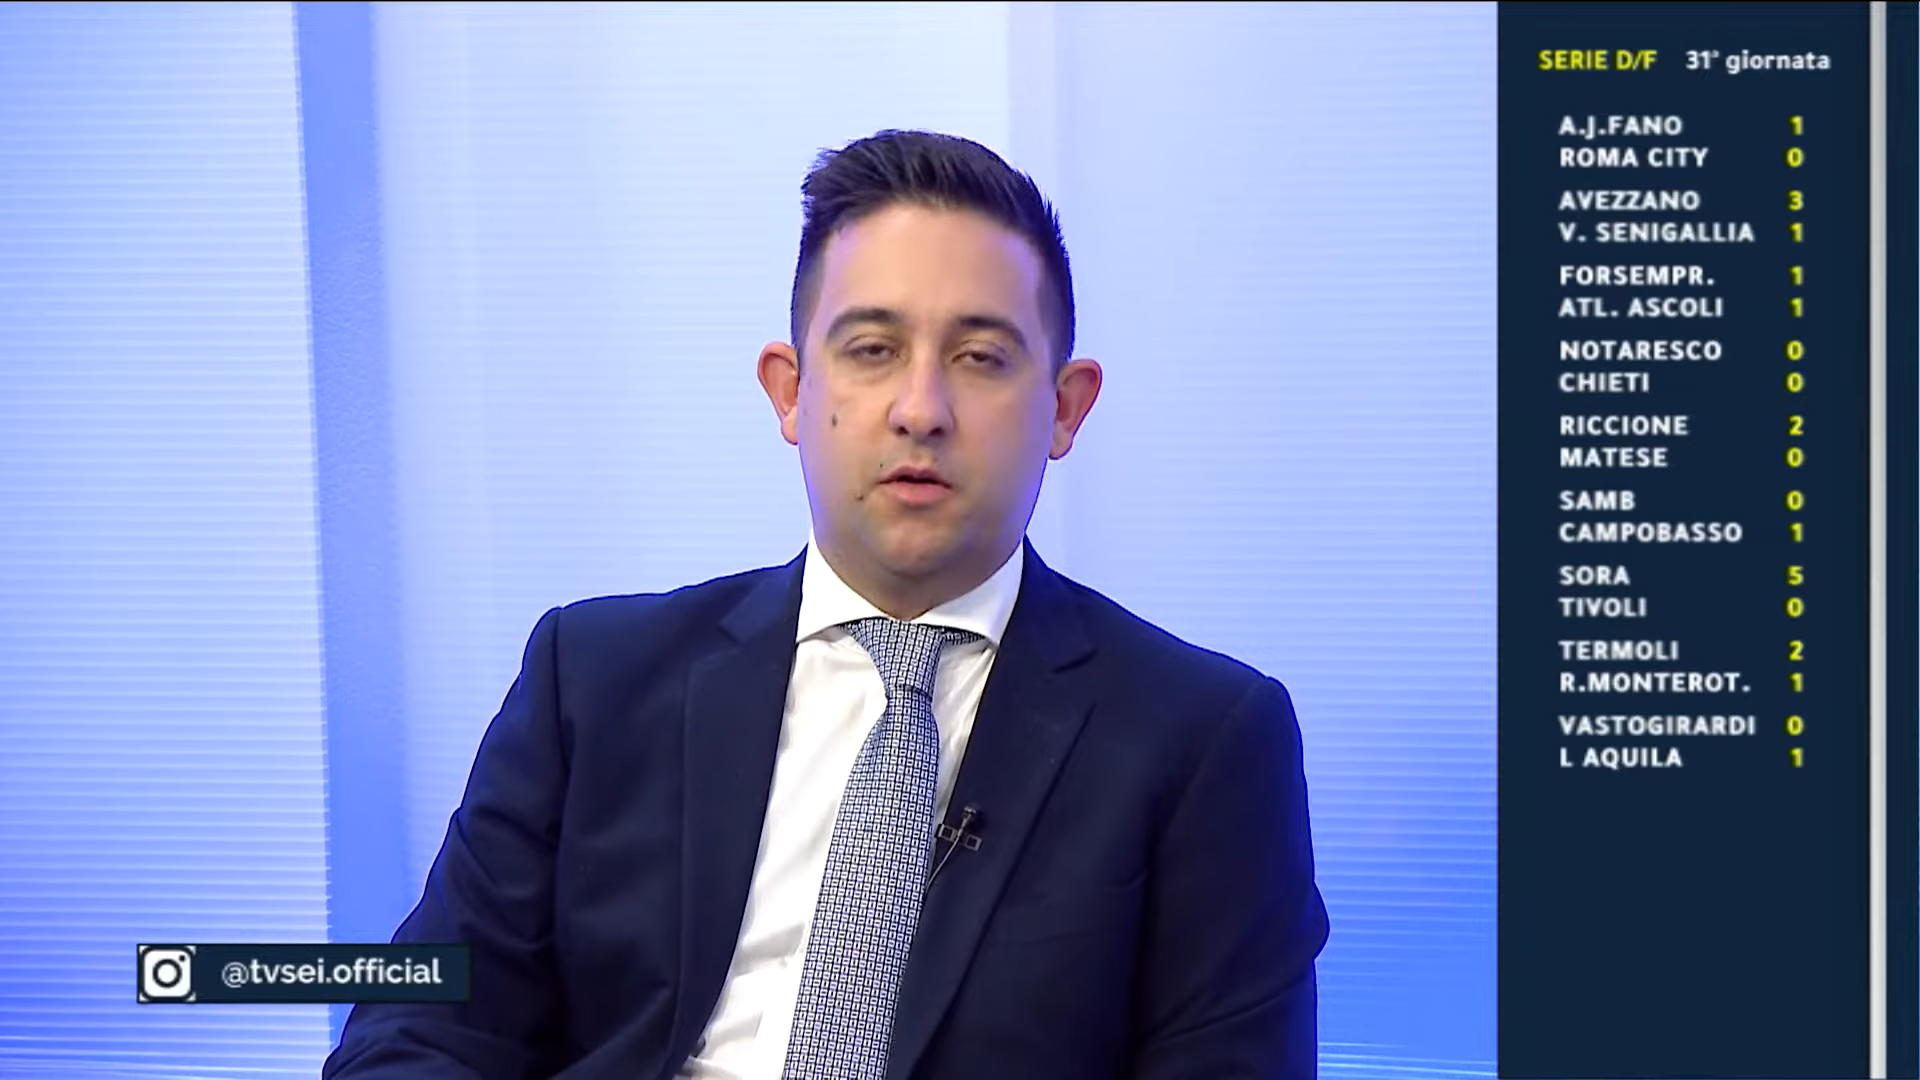 SERIE D/F 31ª giornata
A.J.FANO 1
ROMA CITY 0
AVEZZANO 3
V. SENIGALLIA 1
FORSEMPR. 1
ATL. ASCOLI 1
NOTARESCO 0
CHIETI 0
RICCIONE 2
MATESE 0
SAMB 0
CAMPOBASSO 1
SORA 5
TIVOLI 0
TERMOLI 2
R.MONTEROT. 1
VASTOGIRARDI 0
L AQUILA 1
@tvsei.official